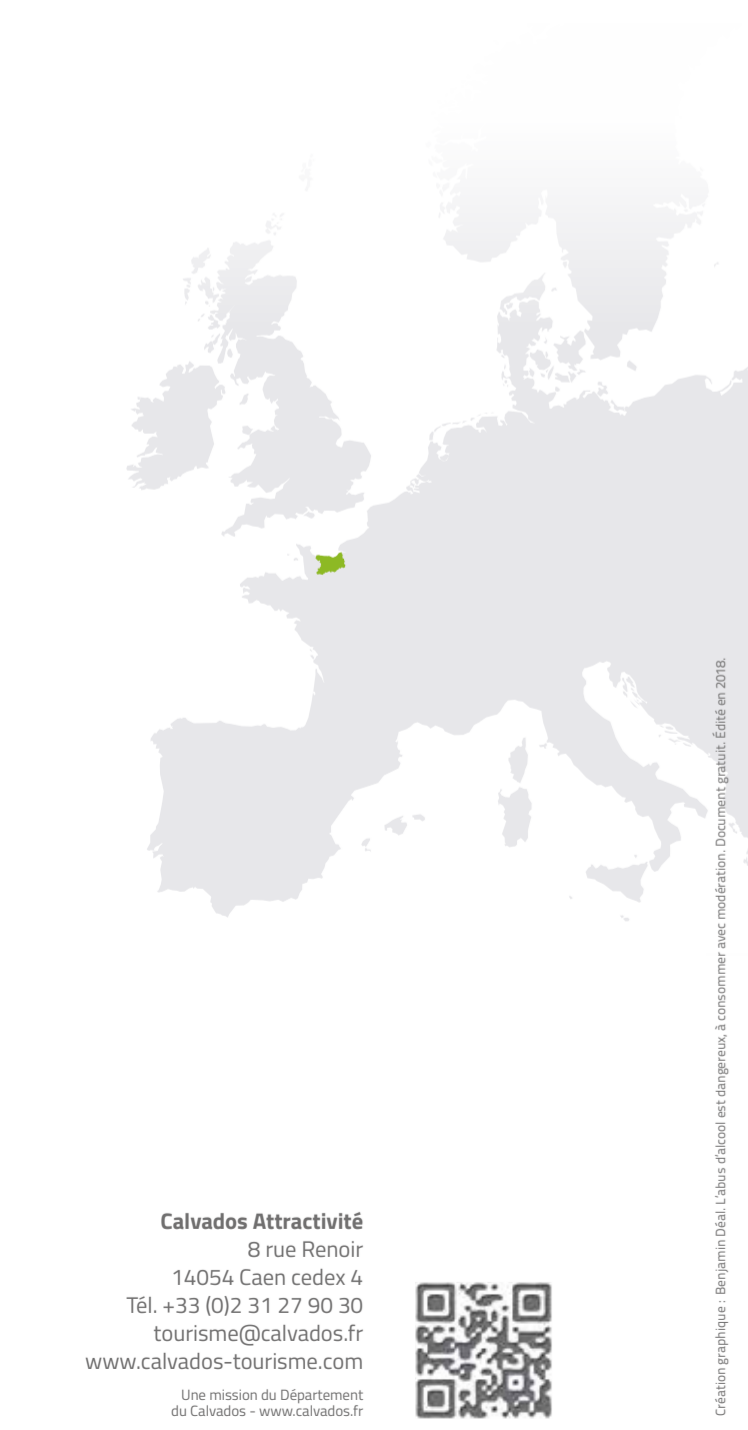 Calvados Attractivité
8 rue Renoir
14054 Caen cedex 4
Tél. +33 (0)2 31 27 90 30
tourisme@calvados.fr
www.calvados-tourisme.com
Une mission du Département
du Calvados - www.calvados.fr
Création graphique : Benjamin Déal. L'abus d'alcool est dangereux, à consommer avec modération. Document gratuit. Édité en 2018.